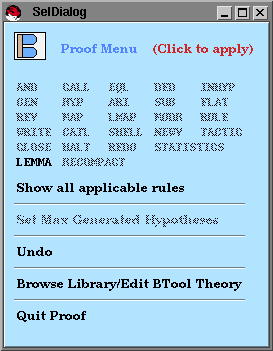 SelDialog
Proof Menu (Click to apply)
AND CALL EQL DED INHYP
GEN HYP ARI SUB FLAT
REV MAP LMAP MODR RULE
WRITE CATL SHELL NEWV TACTIC
CLOSE HALT REDO STATISTICS
LEMMA RECOMPACT
Show all applicable rules
Set Max Generated Hypotheses
Undo
Browse Library/Edit BTool Theory
Quit Proof